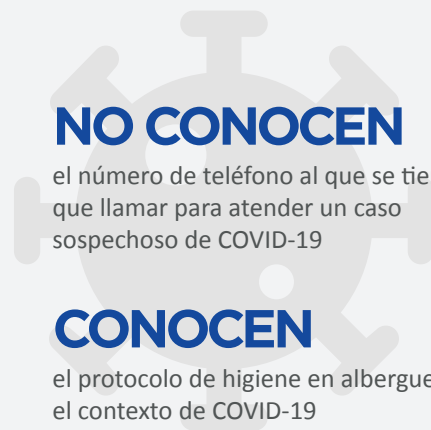 NO CONOCEN
el número de teléfono al que se tie
que llamar para atender un caso
sospechoso de COVID-19
CONOCEN
el protocolo de higiene en albergue
el contexto de COVID-19